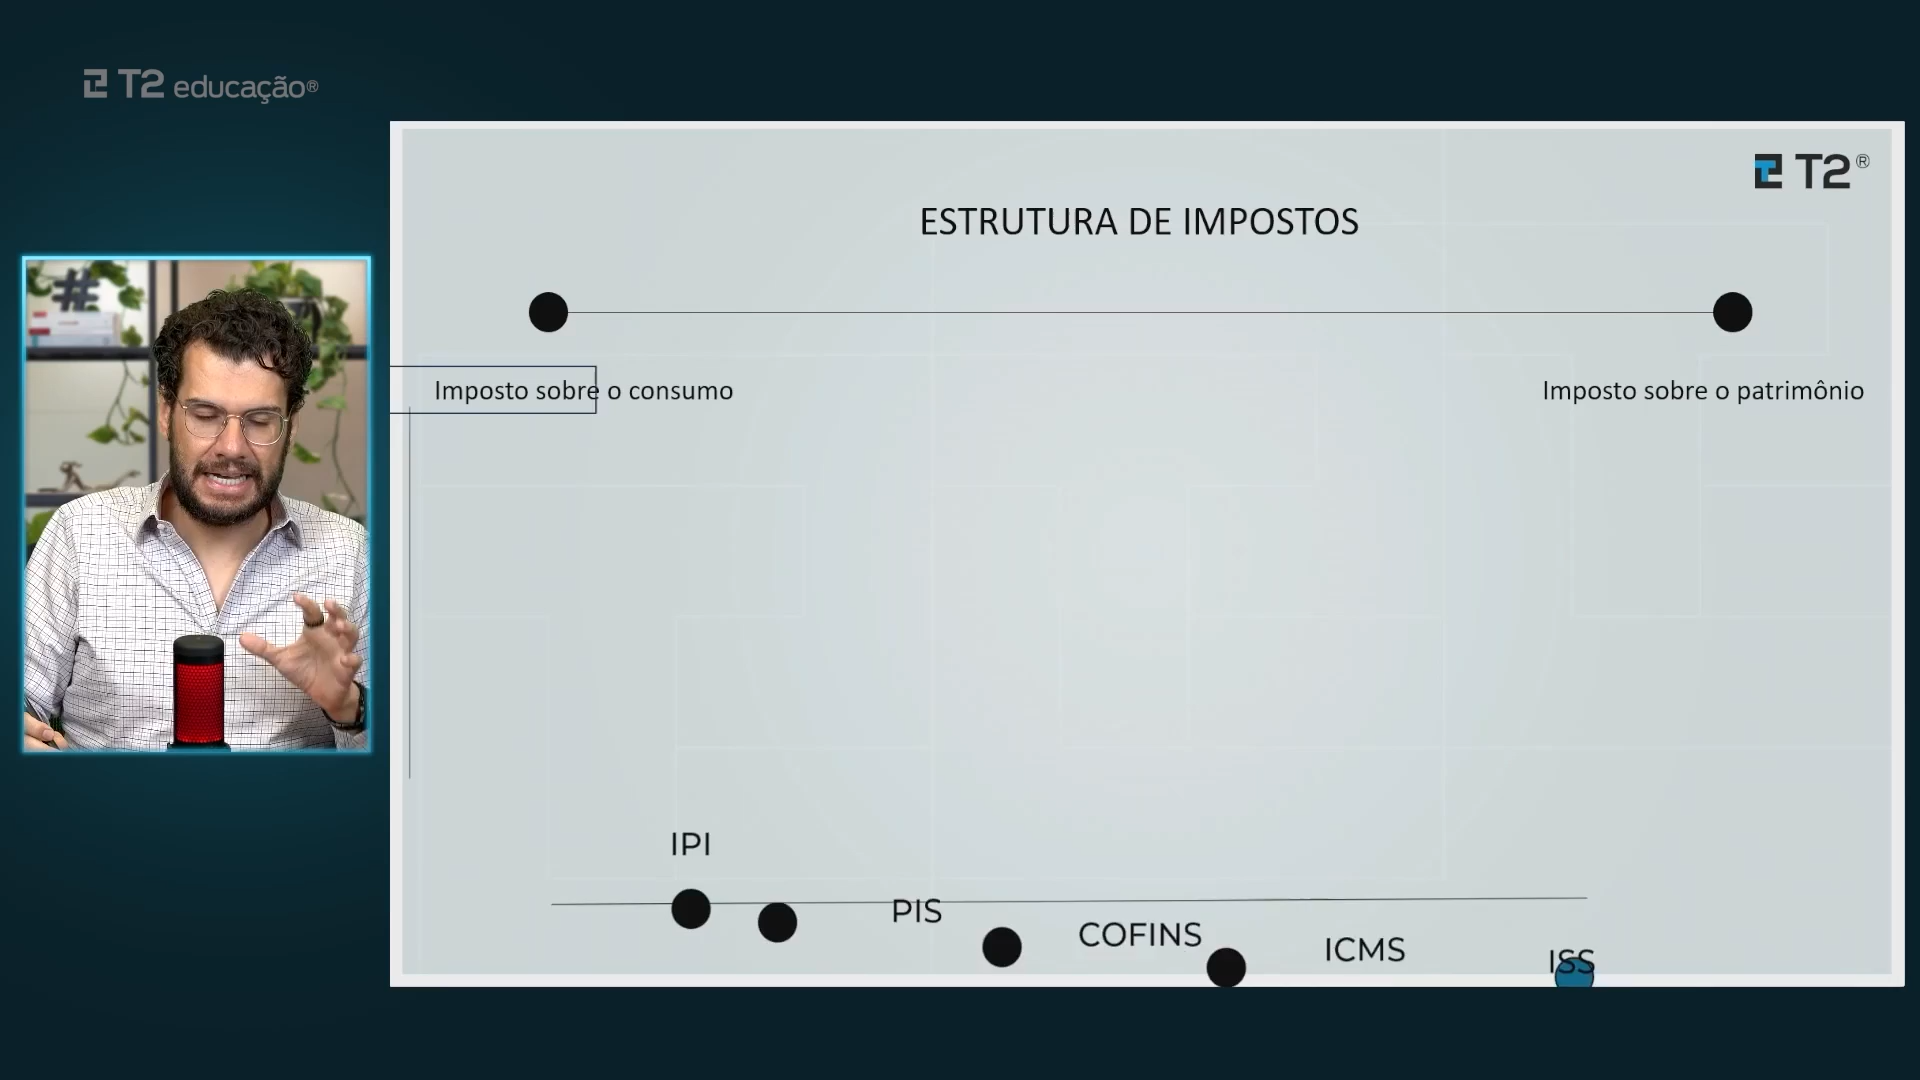 T2 educação®
T2®
ESTRUTURA DE IMPOSTOS
Imposto sobre o consumo
Imposto sobre o patrimônio
IPI
PIS
COFINS
ICMS
ISS